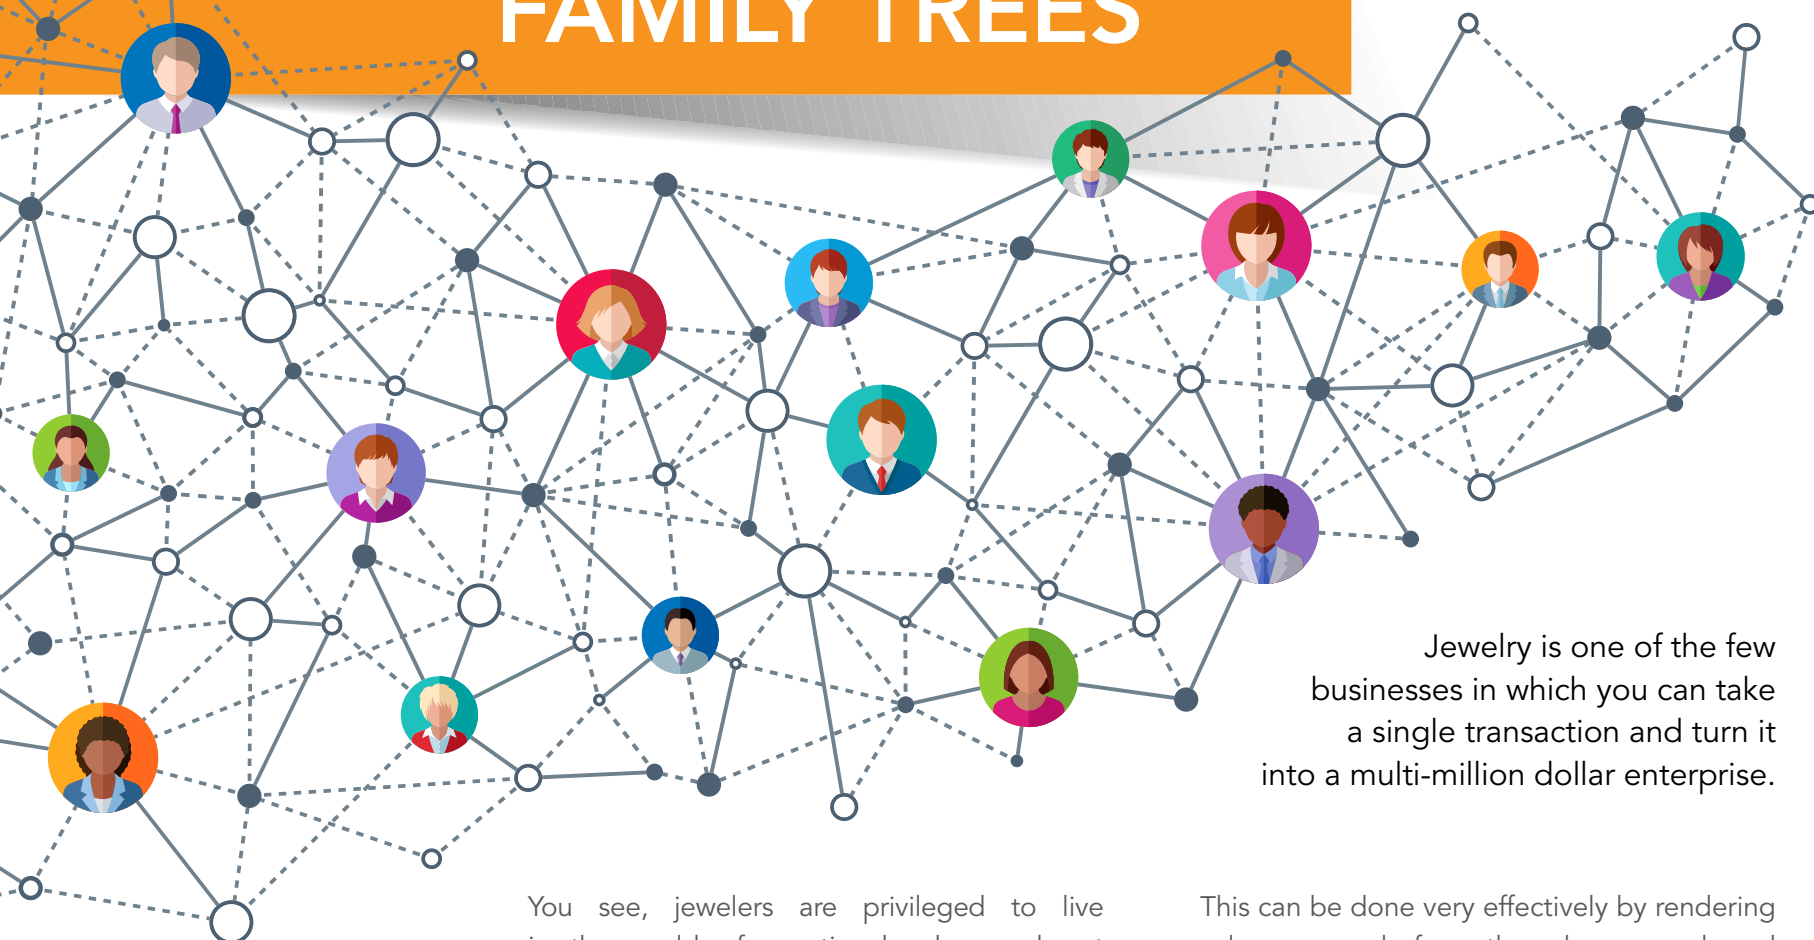 FAMILY TREES
Jewelry is one of the few
businesses in which you can take
a single transaction and turn it
into a multi-million dollar enterprise.
You see, jewelers are privileged to live
This can be done very effectively by rendering